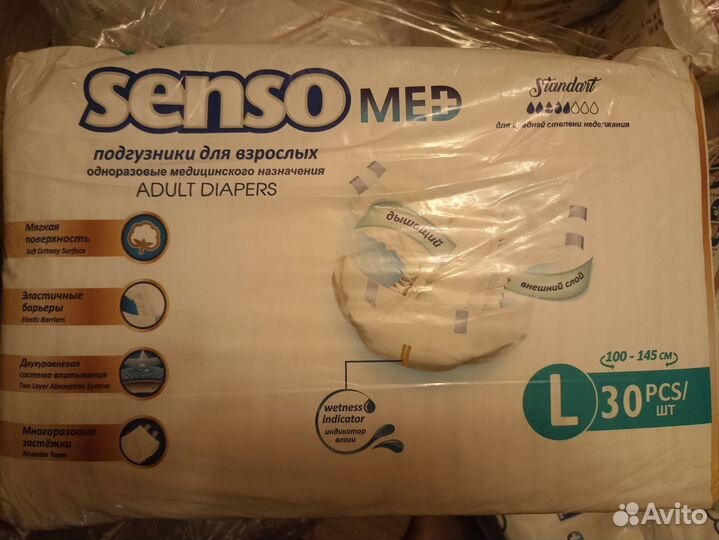 senso MED
Standart
для средней степени недержания
подгузники для взрослых
одноразовые медицинского назначения
ADULT DIAPERS
Мягкая
поверхность
Soft Cottony Surface
Эластичные
барьеры
Elastic Barriers
Двухуровневая
система впитывания
Two Layer Absorption System
Многоразовые
застёжки
Reusable Tapes
дышащий
внешний слой
wetness
indicator
индикатор
влаги
100 - 145 см
L 30 PCS/
ШТ
Avito